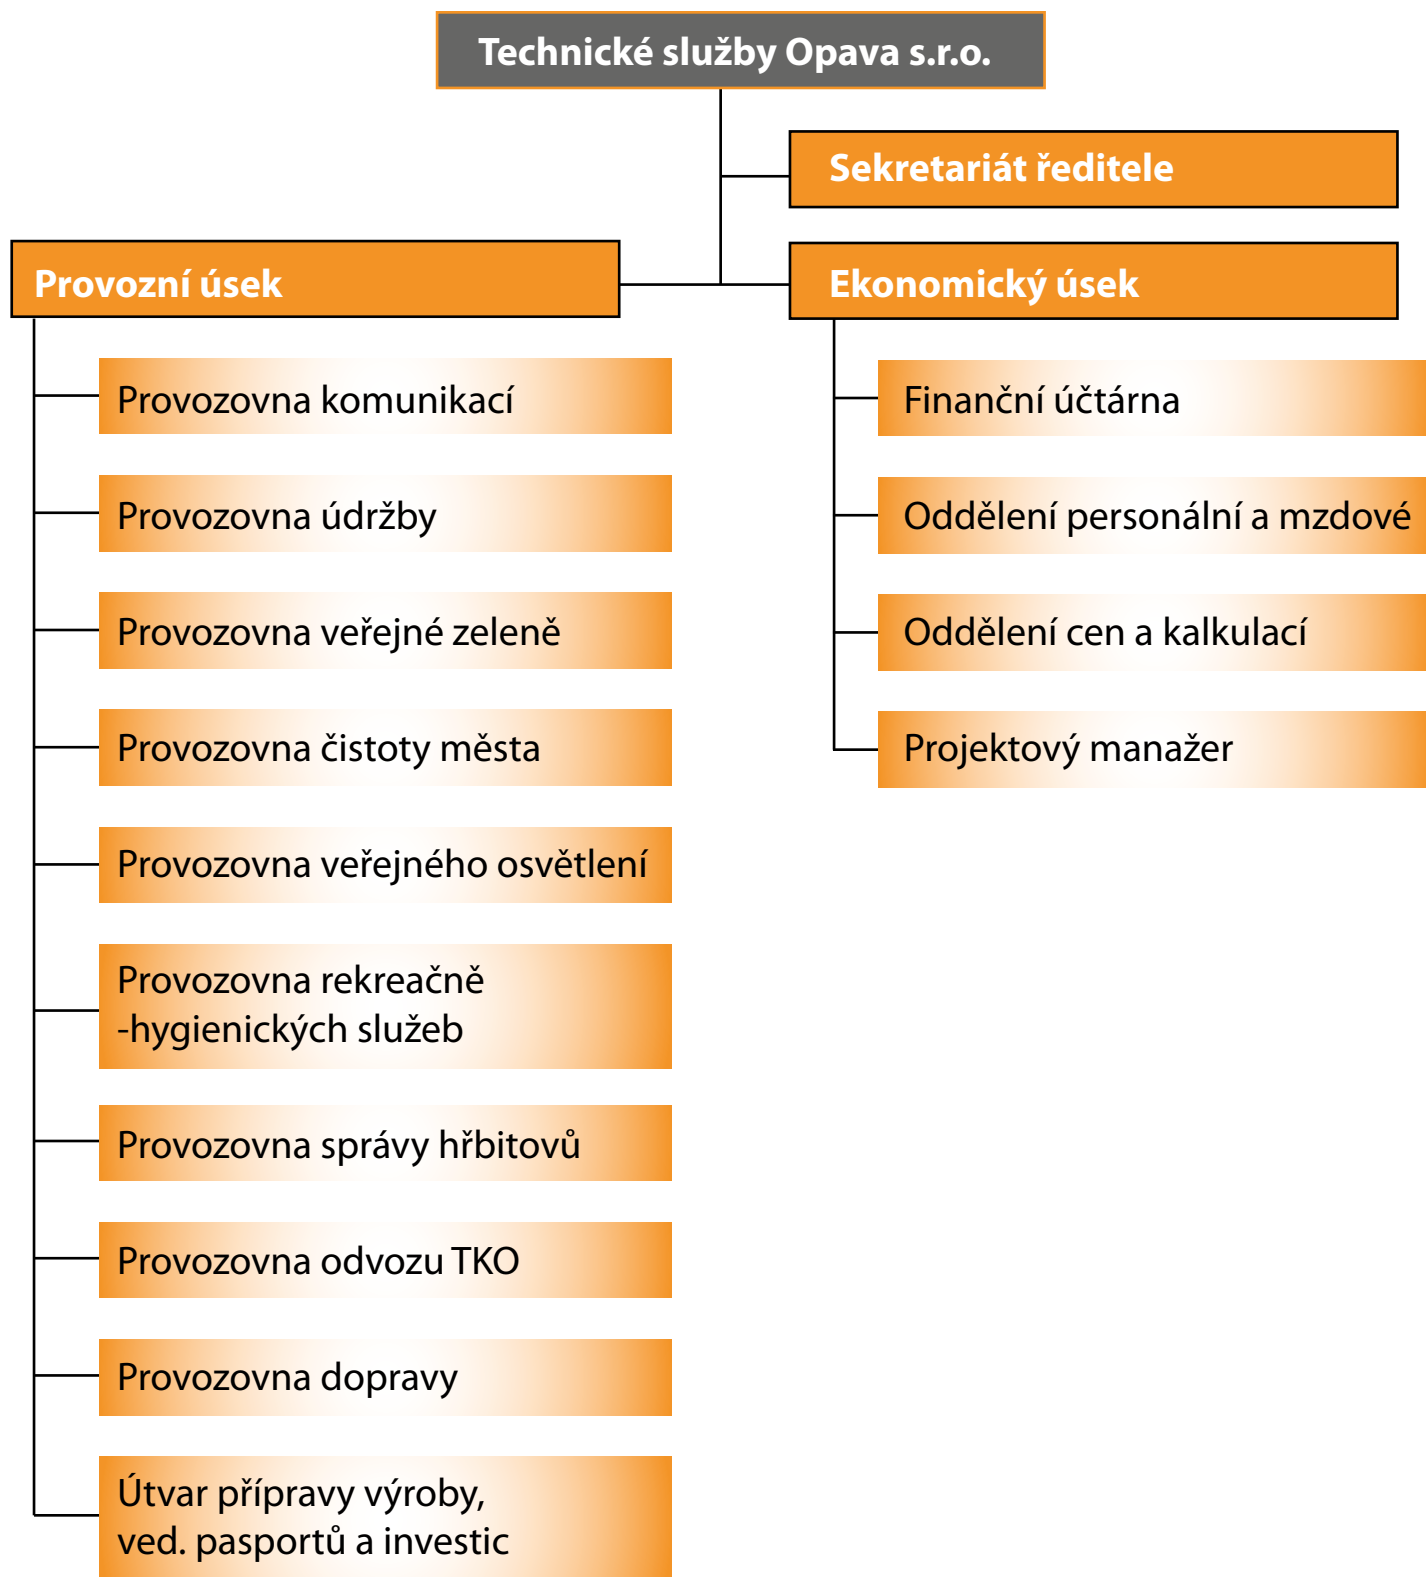 Technické služby Opava s.r.o.
Sekretariát ředitele
Provozní úsek
Provozovna komunikací
Provozovna údržby
Provozovna veřejné zeleně
Provozovna čistoty města
Provozovna veřejného osvětlení
Provozovna rekreačně
-hygienických služeb
Provozovna správy hřbitovů
Provozovna odvozu TKO
Provozovna dopravy
Útvar přípravy výroby,
ved. pasportů a investic
Ekonomický úsek
Finanční účtárna
Oddělení personální a mzdové
Oddělení cen a kalkulací
Projektový manažer